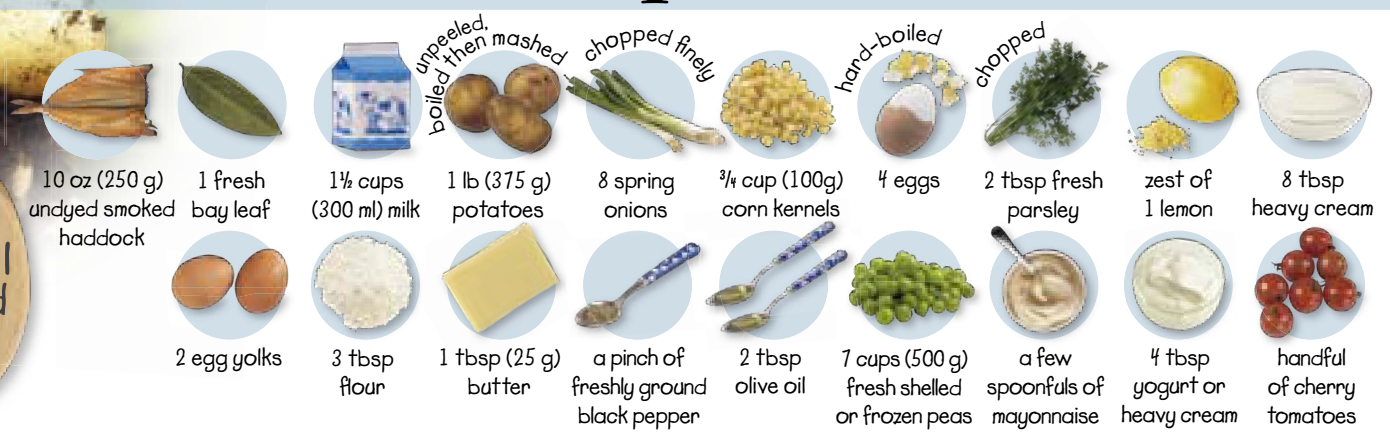 unpeeled,
boiled then mashed
chopped finely
hard-boiled
chopped
10 oz (250 g)
undyed smoked
haddock
1 fresh
bay leaf
1½ cups
(300 ml) milk
1 lb (375 g)
potatoes
8 spring
onions
¾ cup (100g)
corn kernels
4 eggs
2 tbsp fresh
parsley
zest of
1 lemon
8 tbsp
heavy cream
2 egg yolks
3 tbsp
flour
1 tbsp (25 g)
butter
a pinch of
freshly ground
black pepper
2 tbsp
olive oil
7 cups (500 g)
fresh shelled
or frozen peas
a few
spoonfuls of
mayonnaise
4 tbsp
yogurt or
heavy cream
handful
of cherry
tomatoes